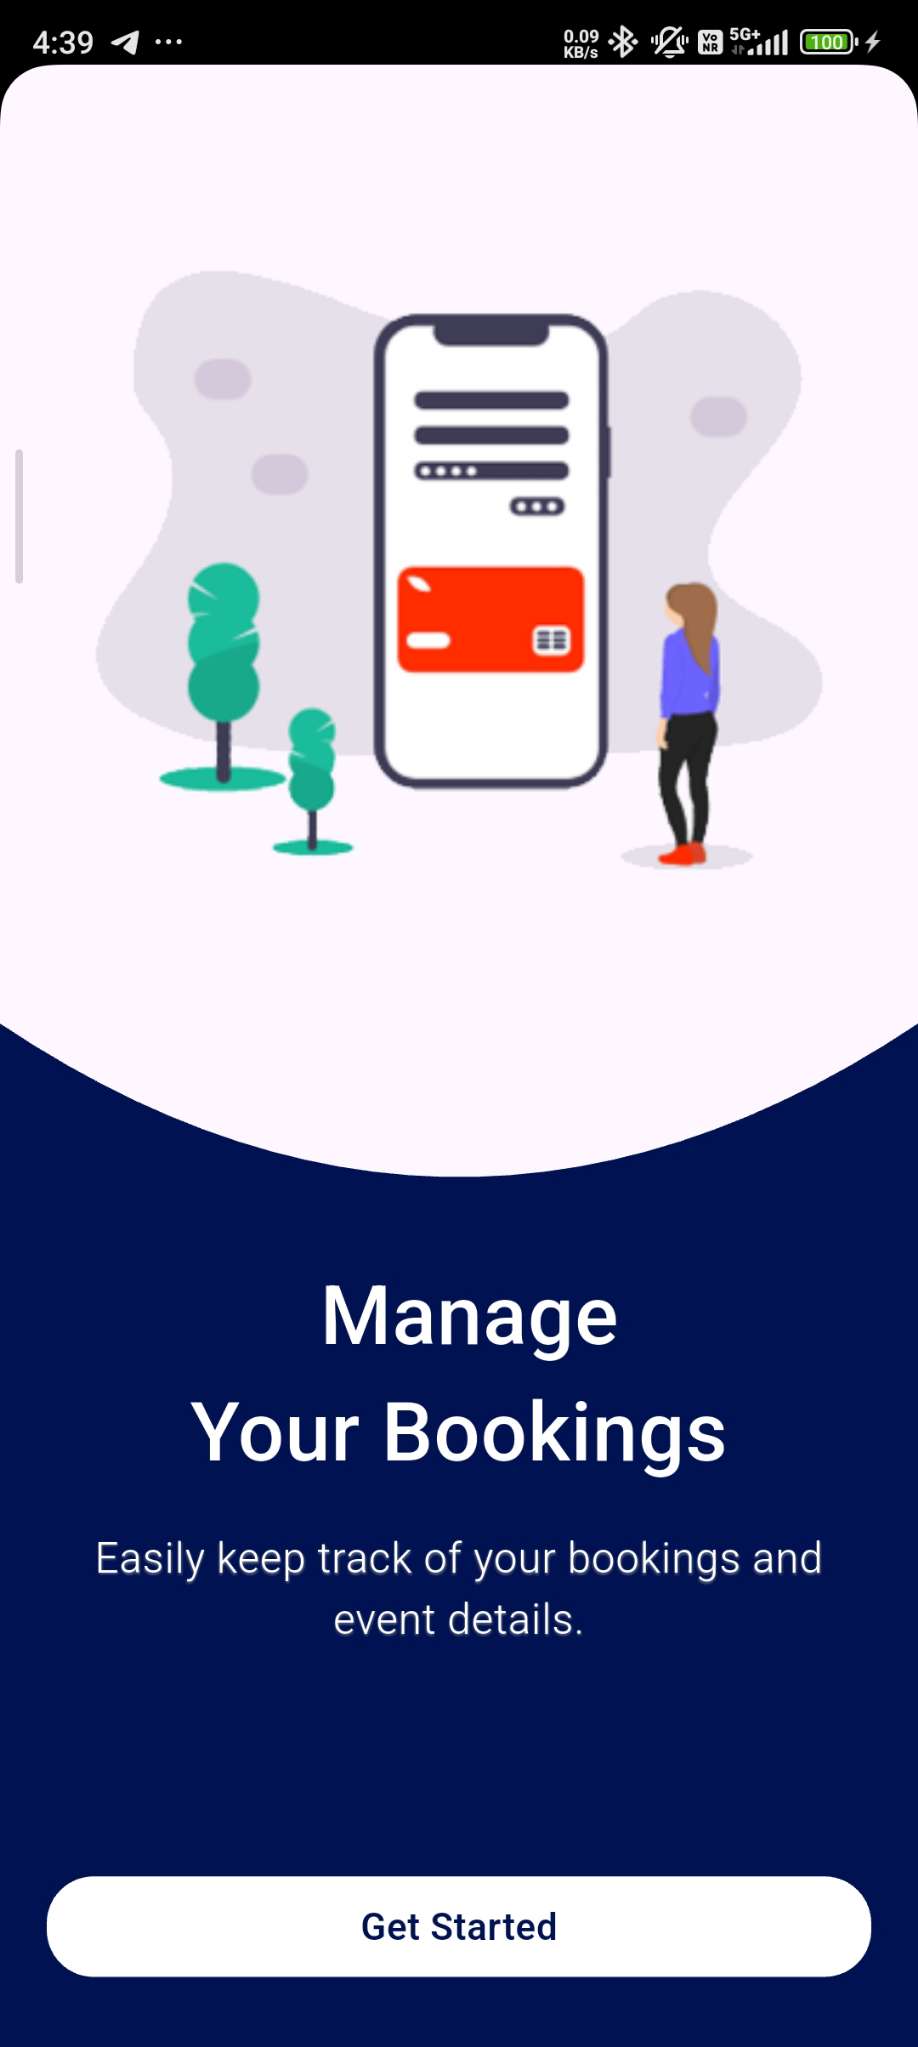 4:39 ... 0.09 KB/s Vo NR 5G+ 100
Manage
Your Bookings
Easily keep track of your bookings and
event details.
Get Started